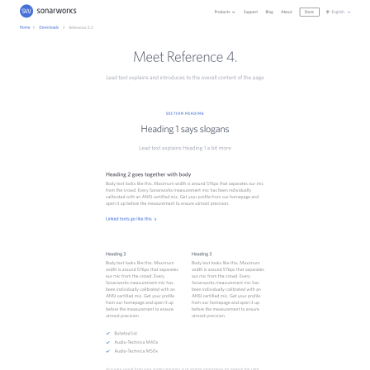 SW sonarworks
Products Support Blog About Store English
Home > Downloads > Reference 3.2
Meet Reference 4.
Lead text explains and introduces, to the overall content of the page
SECTION HEADING
Heading 1 says slogans
Lead text explains Heading 1 a bit more
Heading 2 goes together with body
Body text looks like this. Maximum width is around 516px that separates our mic
from the crowd. Every Sonarworks measurement mic has been individually
calibrated with an AMSI certified mic. Get your profile from our homepage and
open it up before the measurement to ensure utmost precision.
Linked texts go like this >
Heading 3 Heading 3
Body text looks like this. Maximum Body text looks like this. Maximum
width is around 516px that separates width is around 516px that separates
our mic from the crowd. Every our mic from the crowd. Every
Sonarworks measurement mic has Sonarworks measurement mic has
been individually calibrated with an been individually calibrated with an
AMSI certified mic. Get your profile AMSI certified mic. Get your profile
from our homepage and open it up from our homepage and open it up
before the measurement to ensure before the measurement to ensure
utmost precision. utmost precision.
Bulleted list
Audio-Technica M40x
Audio-Technica M50x